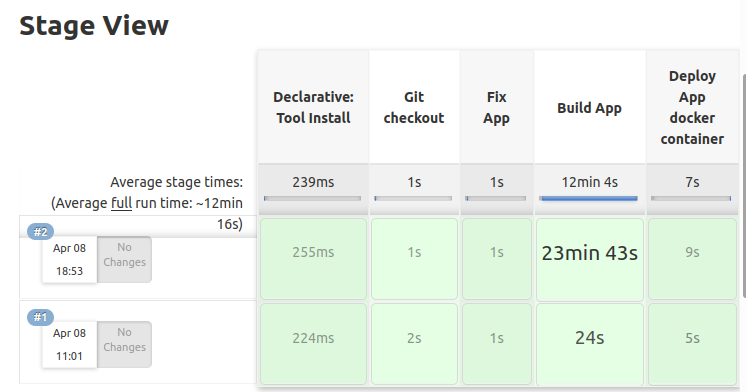 Stage View
Declarative:
Tool Install
Git
checkout
Fix
App
Build App
Deploy
App
docker
container
Average stage times:
(Average full run time: ~12min
16s)
239ms
1s
1s
12min 4s
7s
#2
Apr 08
18:53
No
Changes
255ms
1s
1s
23min 43s
9s
#1
Apr 08
11:01
No
Changes
224ms
2s
1s
24s
5s